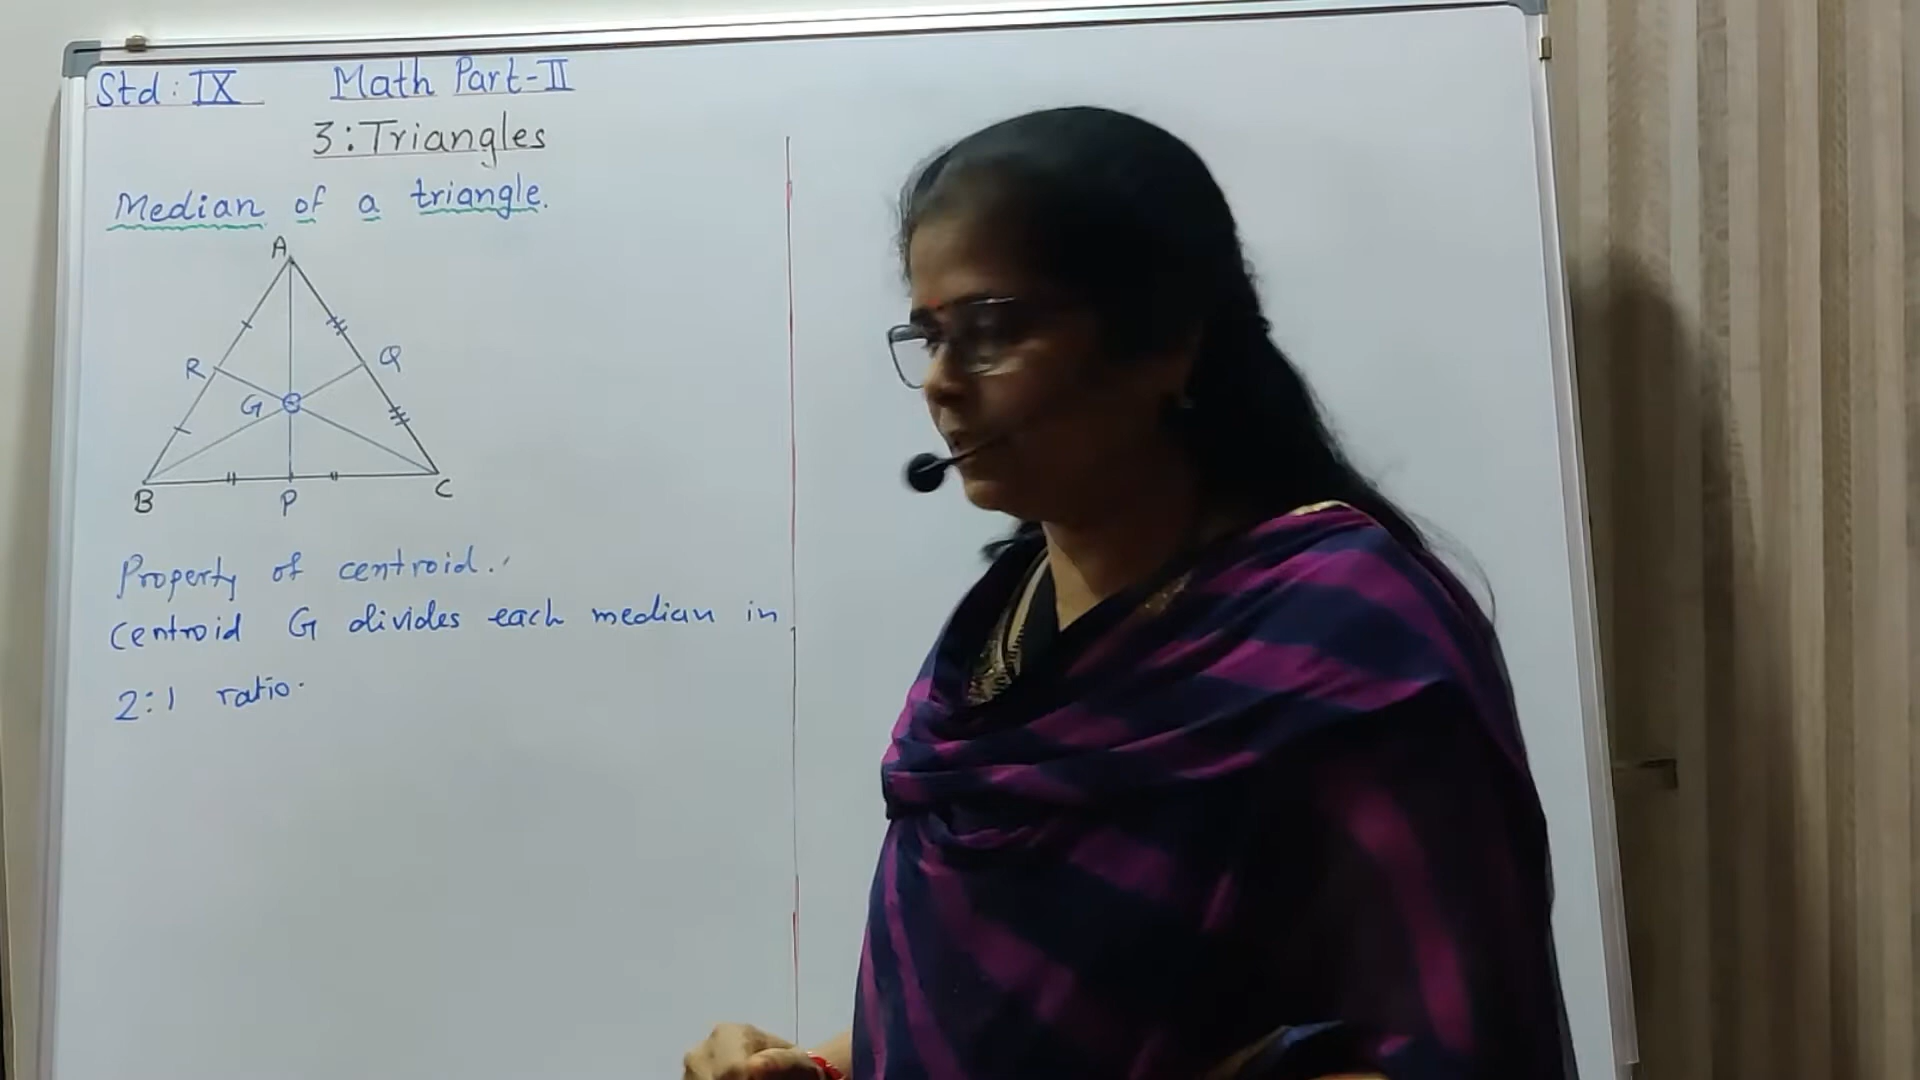 Std: IX Math Part-II
3: Triangles
Median of a triangle.
A
R Q
G
B P C
Property of centroid.
Centroid G divides each median in
2:1 ratio.